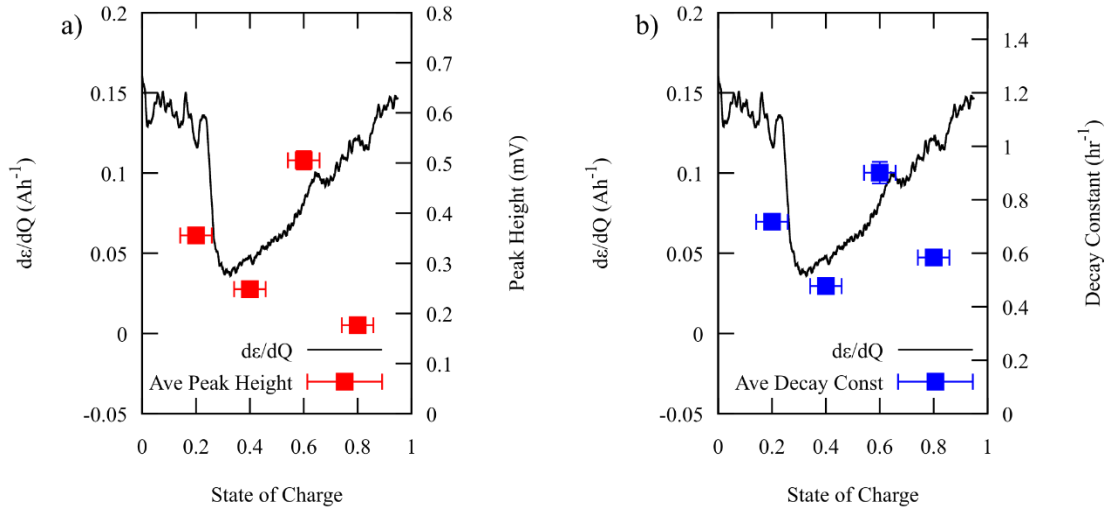 a)
0.2
0.15
0.1
0.05
0
-0.05
dε/dQ (Ah⁻¹)
0.8
0.7
0.6
0.5
0.4
0.3
0.2
0.1
0
Peak Height (mV)
dε/dQ
Ave Peak Height
0 0.2 0.4 0.6 0.8 1
State of Charge
b)
0.2
0.15
0.1
0.05
0
-0.05
dε/dQ (Ah⁻¹)
1.4
1.2
1
0.8
0.6
0.4
0.2
0
Decay Constant (hr⁻¹)
dε/dQ
Ave Decay Const
0 0.2 0.4 0.6 0.8 1
State of Charge